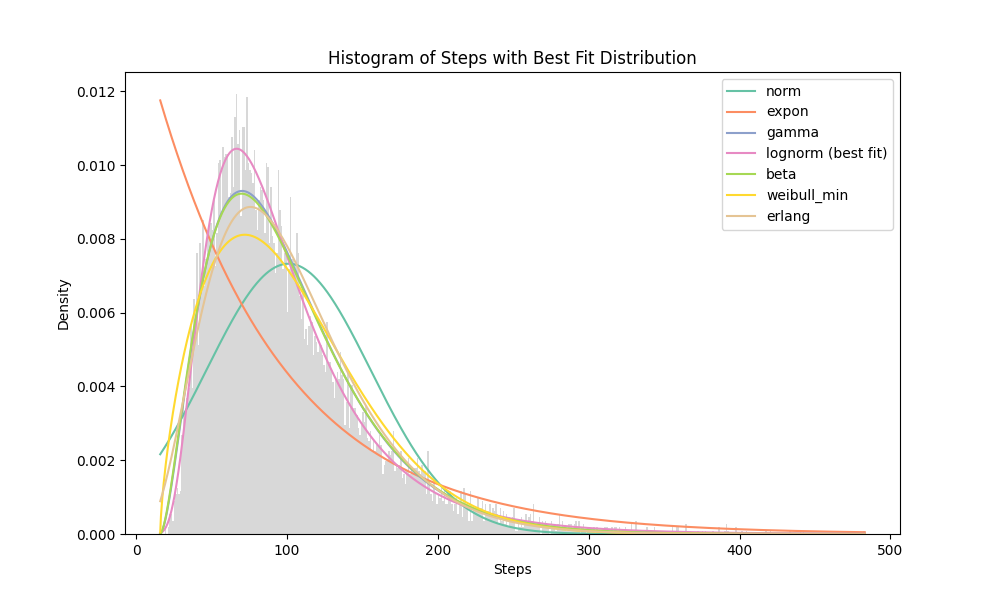 Histogram of Steps with Best Fit Distribution
norm
expon
gamma
lognorm (best fit)
beta
weibull_min
erlang
0.012
0.010
0.008
0.006
0.004
0.002
0.000
Density
0 100 200 300 400 500
Steps